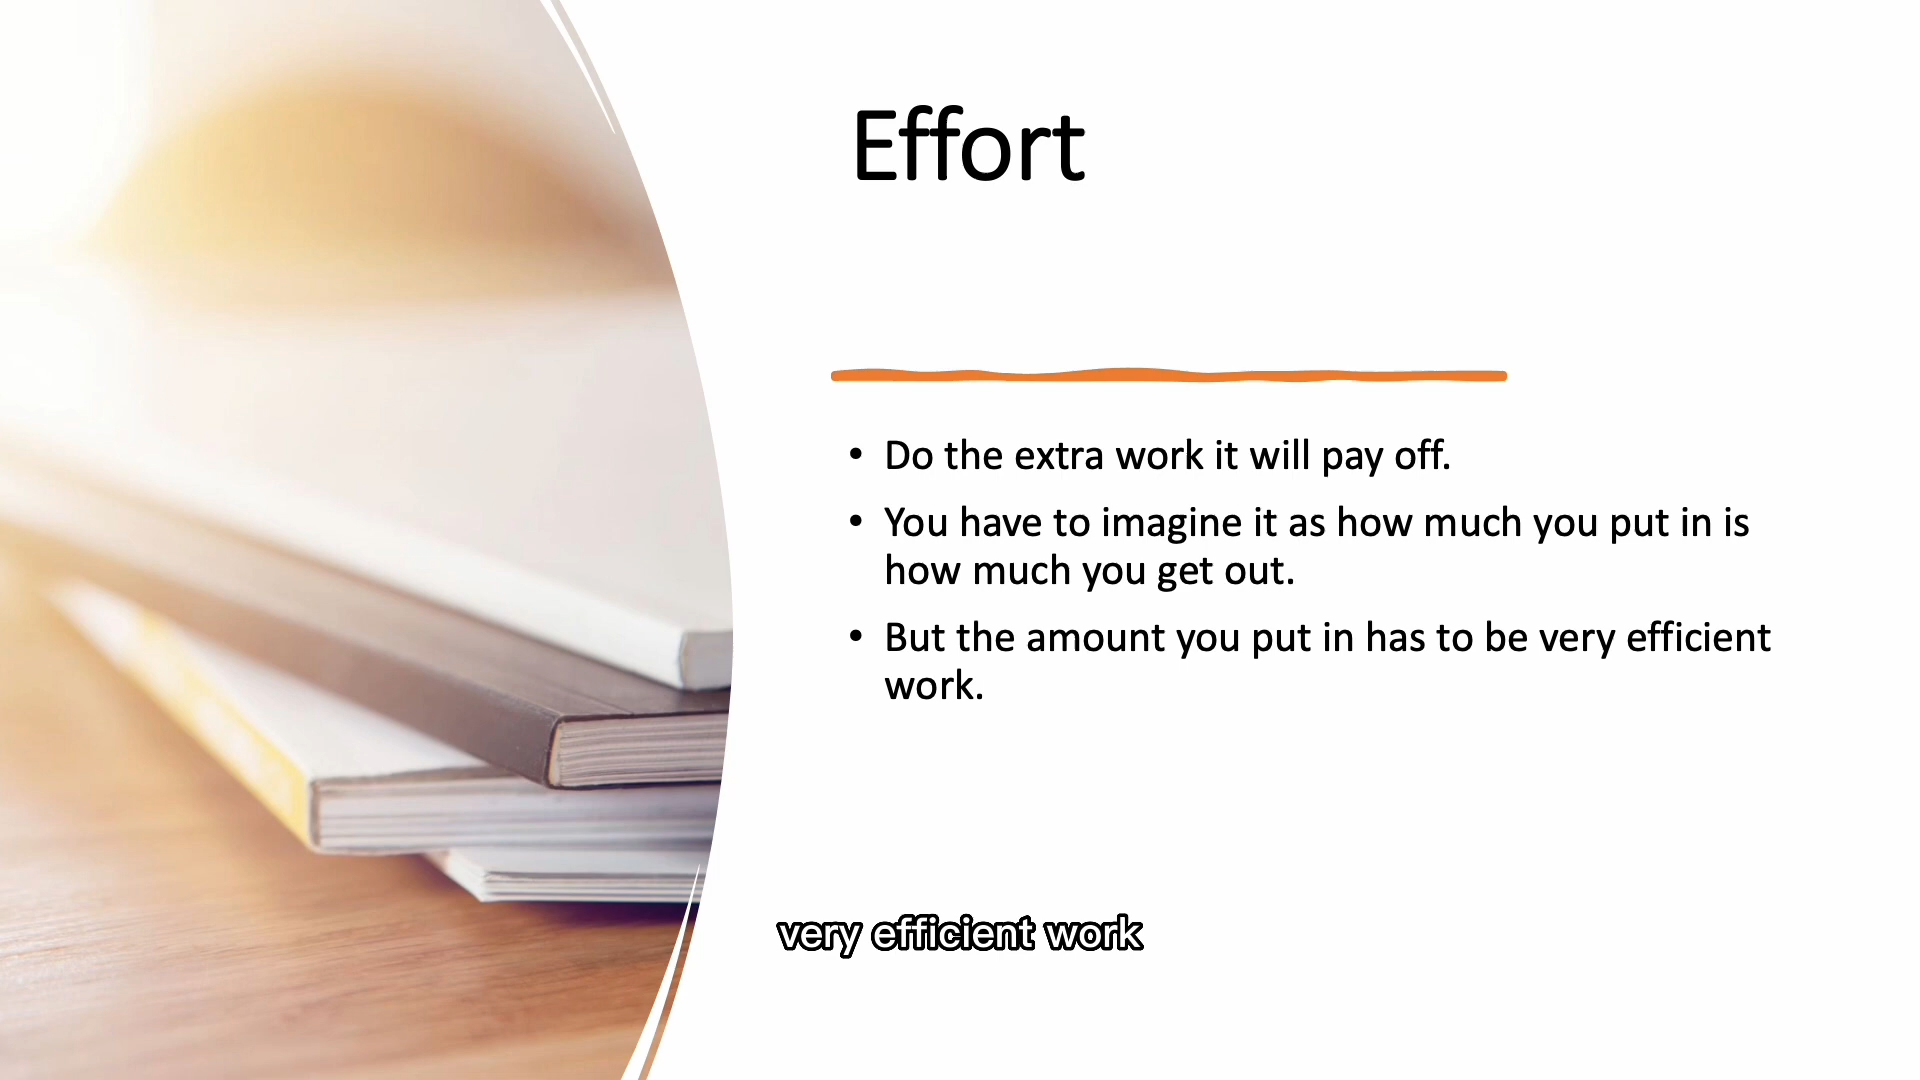 Effort
• Do the extra work it will pay off.
• You have to imagine it as how much you put in is
how much you get out.
• But the amount you put in has to be very efficient
work.
very efficient work